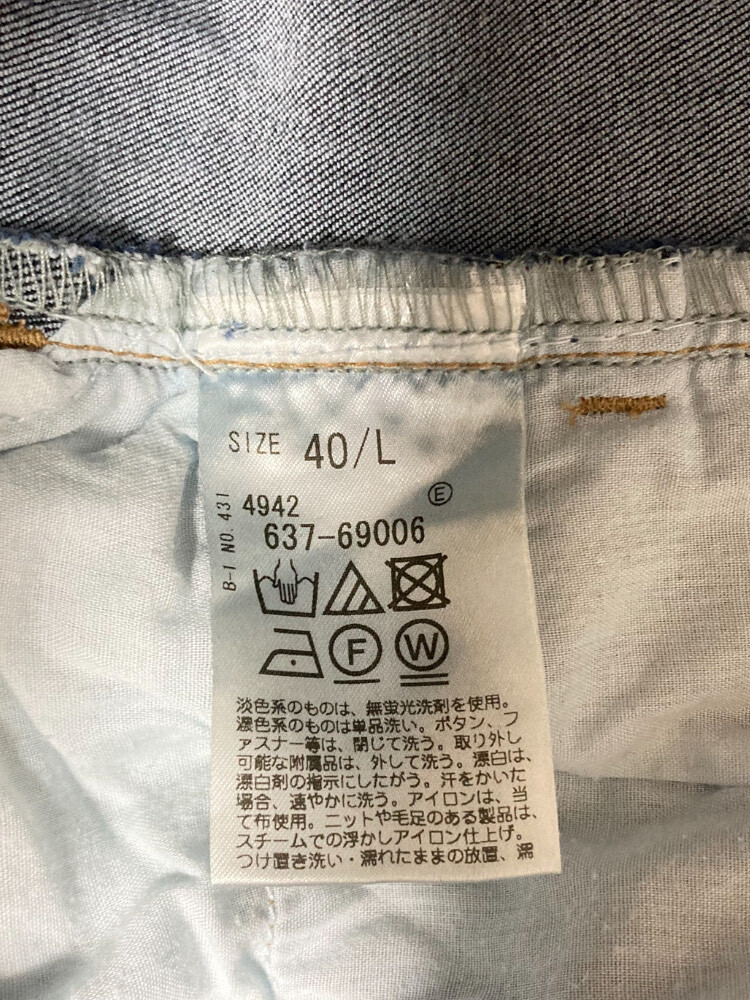 SIZE 40/L
B-I NO. 431
4942
Ⓔ
637-69006
F
W
淡色系のものは、無蛍光洗剤を使用。
濃色系のものは単品洗い。ボタン、フ
ァスナー等は、閉じて洗う。取り外し
可能な附属品は、外して洗う。漂白は、
漂白剤の指示にしたがう。汗をかいた
場合、速やかに洗う。アイロンは、当
て布使用。ニットや毛足のある製品は、
スチームでの浮かしアイロン仕上げ。
つけ置き洗い・濡れたままの放置、濡